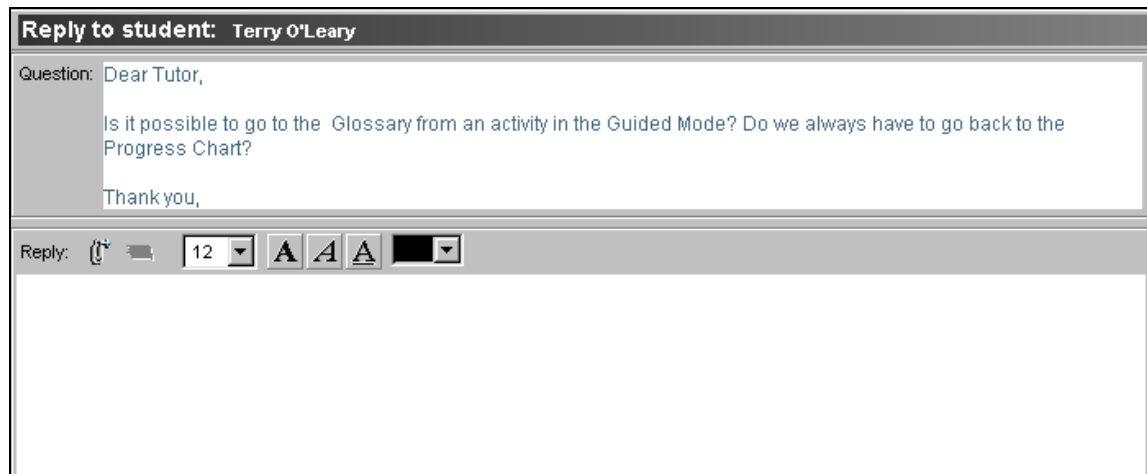 Reply to student: Terry O'Leary
Question: Dear Tutor,
Is it possible to go to the Glossary from an activity in the Guided Mode? Do we always have to go back to the
Progress Chart?
Thank you,
Reply: 12 A A A